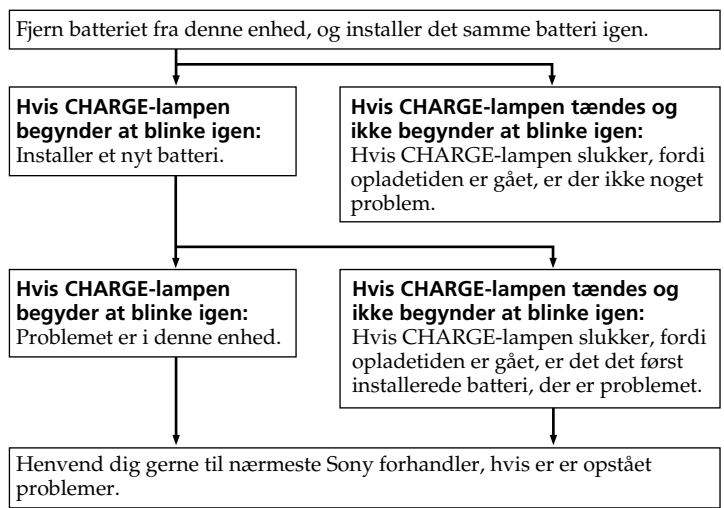 Fjern batteriet fra denne enhed, og installer det samme batteri igen.
Hvis CHARGE-lampen
begynder at blinke igen:
Installer et nyt batteri.
Hvis CHARGE-lampen tændes og
ikke begynder at blinke igen:
Hvis CHARGE-lampen slukker, fordi
opladetiden er gået, er der ikke noget
problem.
Hvis CHARGE-lampen
begyder at blinke igen:
Problemet er i denne enhed.
Hvis CHARGE-lampen tændes og
ikke begynder at blinke igen:
Hvis CHARGE-lampen slukker, fordi
opladetiden er gået, er det det først
installerede batteri, der er problemet.
Henvend dig gerne til nærmeste Sony forhandler, hvis er er opstået
problemer.